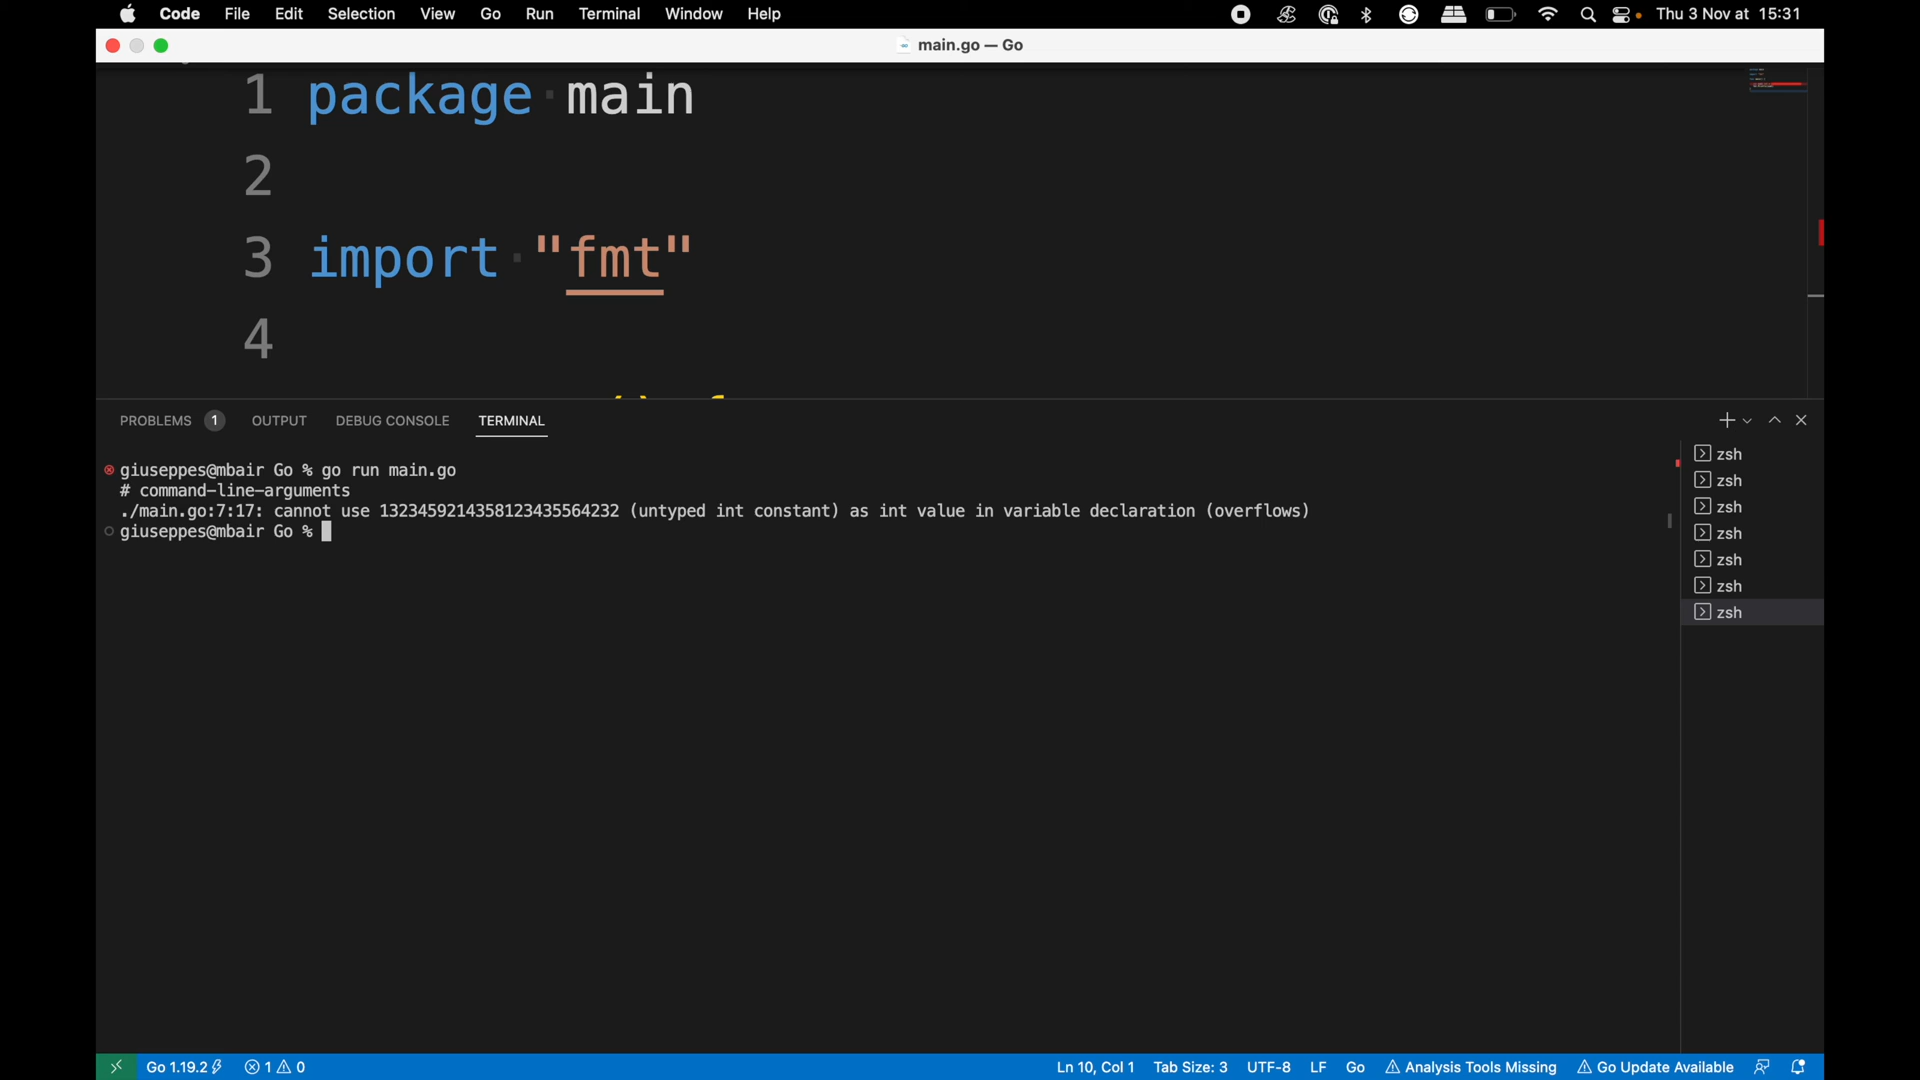 Code File Edit Selection View Go Run Terminal Window Help Thu 3 Nov at 15:31
main.go — Go
1 package main
2
3 import "fmt"
4
PROBLEMS 1 OUTPUT DEBUG CONSOLE TERMINAL
giuseppes@mbair Go % go run main.go
# command-line-arguments
./main.go:7:17: cannot use 1323459214358123435564232 (untyped int constant) as int value in variable declaration (overflows)
giuseppes@mbair Go %
zsh
zsh
zsh
zsh
zsh
zsh
zsh
Go 1.19.2 1 0 Ln 10, Col 1 Tab Size: 3 UTF-8 LF Go Analysis Tools Missing Go Update Available